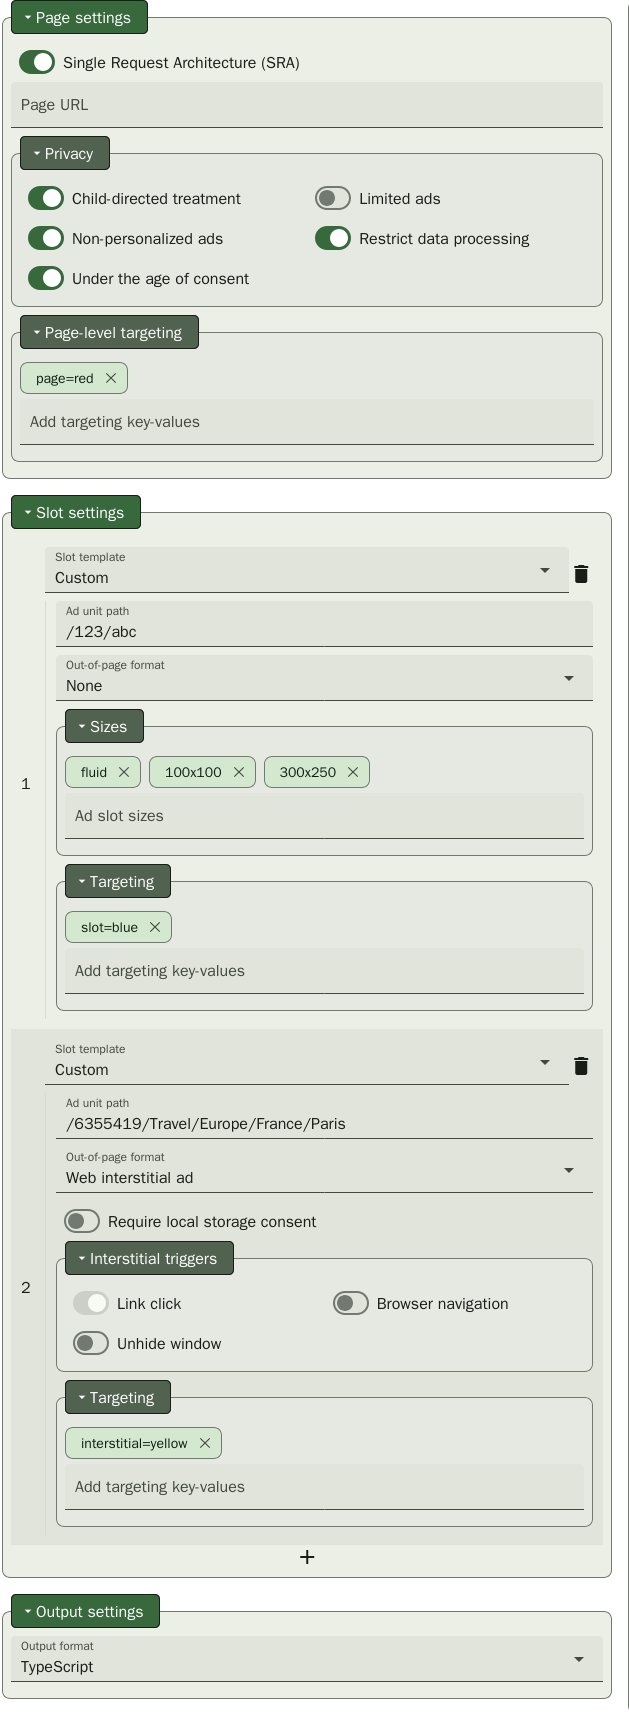 Page settings
Single Request Architecture (SRA)
Page URL
Privacy
Child-directed treatment
Limited ads
Non-personalized ads
Restrict data processing
Under the age of consent
Page-level targeting
page=red
Add targeting key-values
Slot settings
1
Slot template
Custom
Ad unit path
/123/abc
Out-of-page format
None
Sizes
fluid 100x100 300x250
Ad slot sizes
Targeting
slot=blue
Add targeting key-values
2
Slot template
Custom
Ad unit path
/6355419/Travel/Europe/France/Paris
Out-of-page format
Web interstitial ad
Require local storage consent
Interstitial triggers
Link click
Browser navigation
Unhide window
Targeting
interstitial=yellow
Add targeting key-values
+
Output settings
Output format
TypeScript